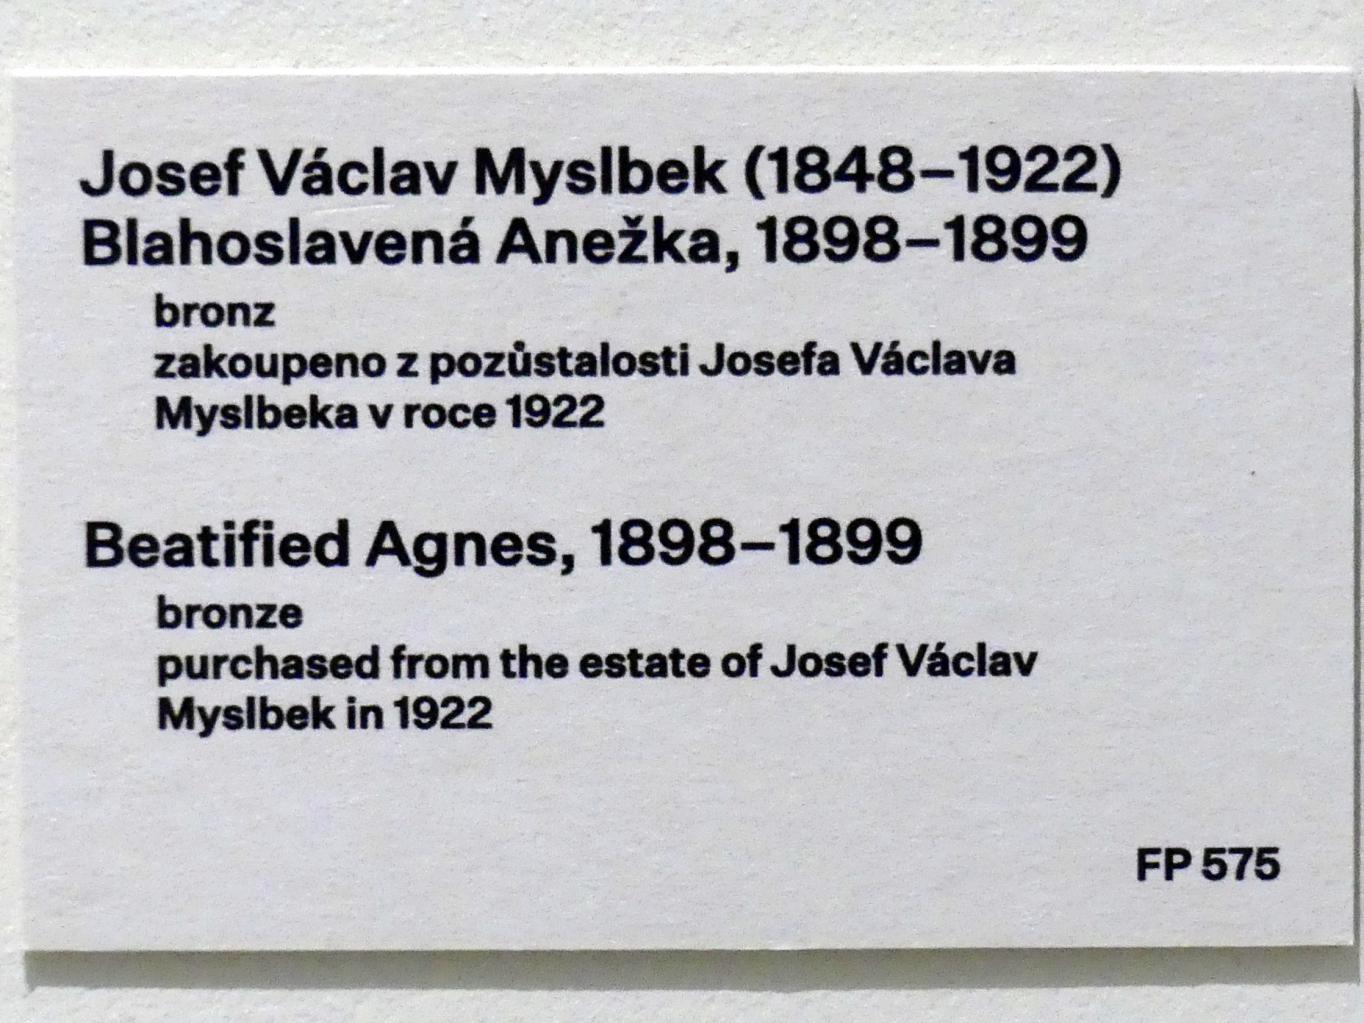 Josef Václav Myslbek (1848–1922)
Blahoslavená Anežka, 1898–1899
bronz
zakoupeno z pozůstalosti Josefa Václava
Myslbeka v roce 1922
Beatified Agnes, 1898–1899
bronze
purchased from the estate of Josef Václav
Myslbek in 1922
FP 575